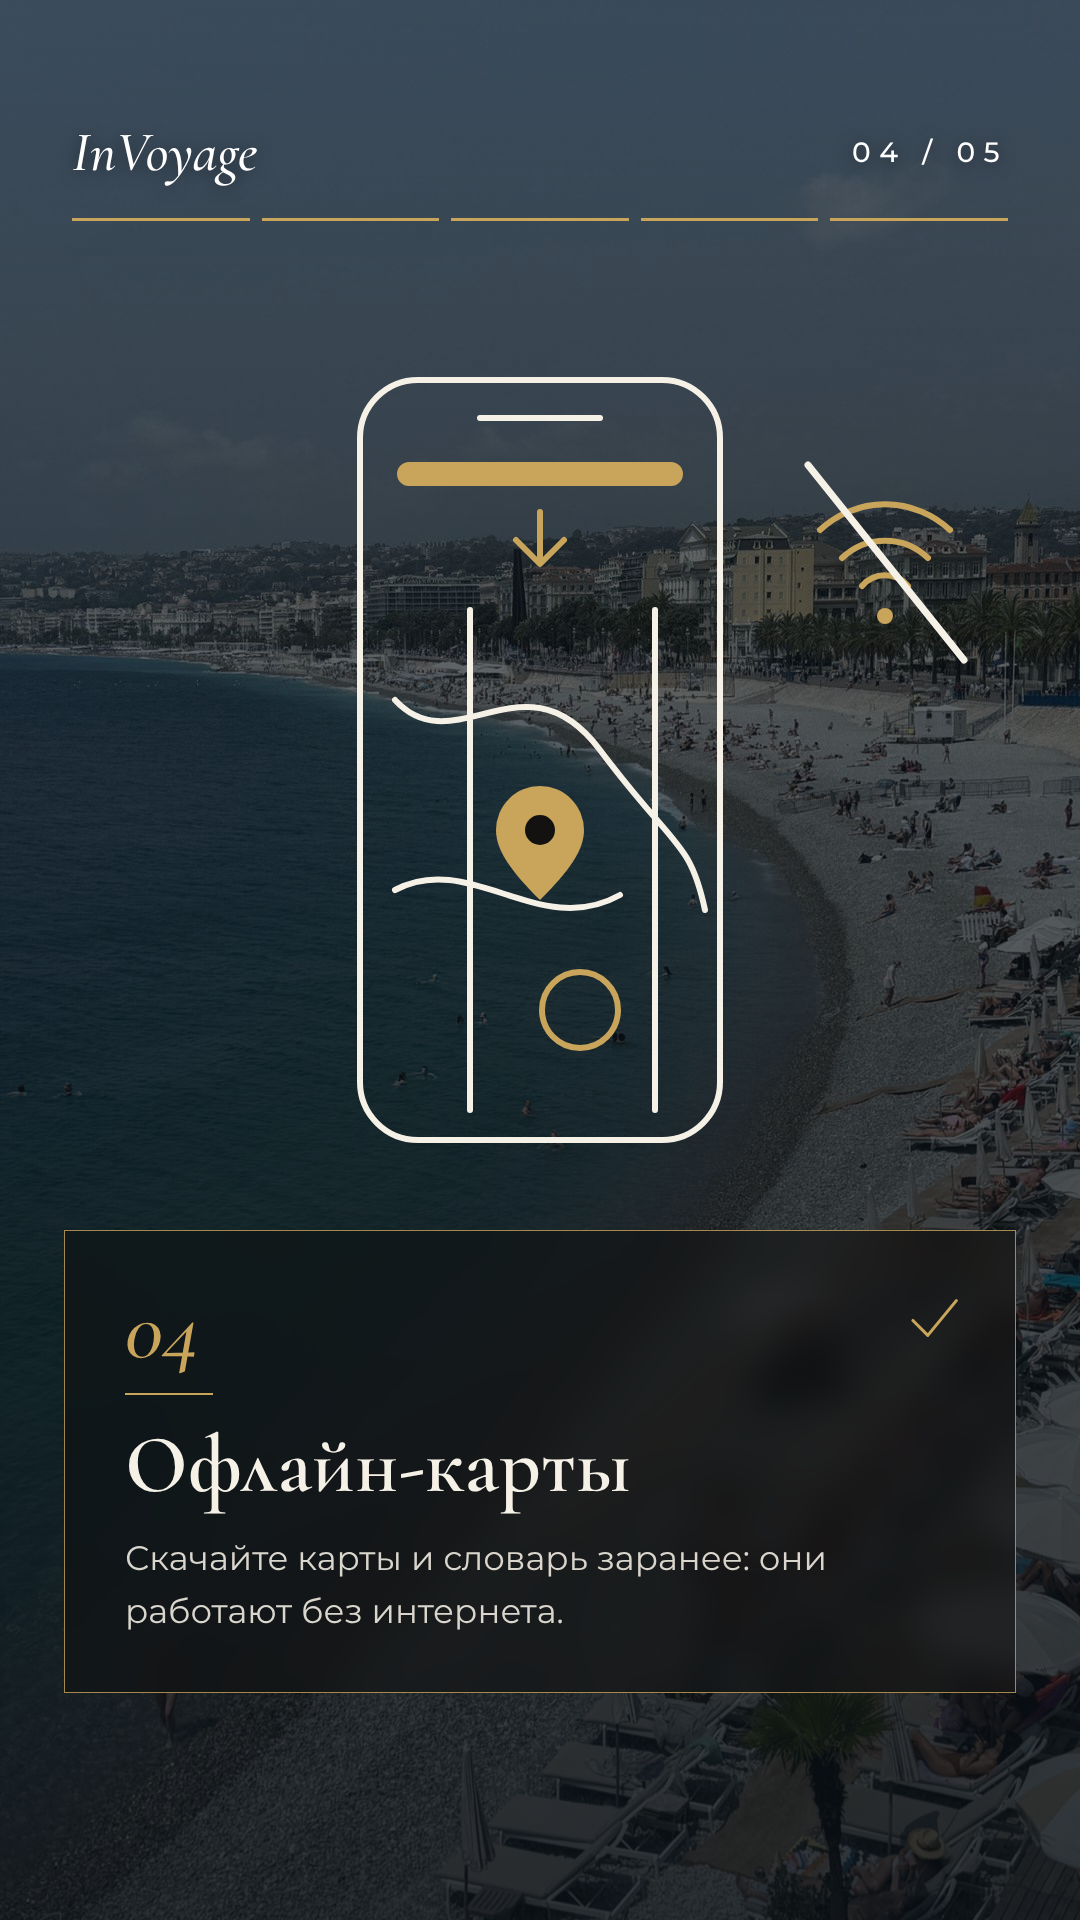 InVoyage
04 / 05
04
Офлайн-карты
Скачайте карты и словарь заранее: они
работают без интернета.